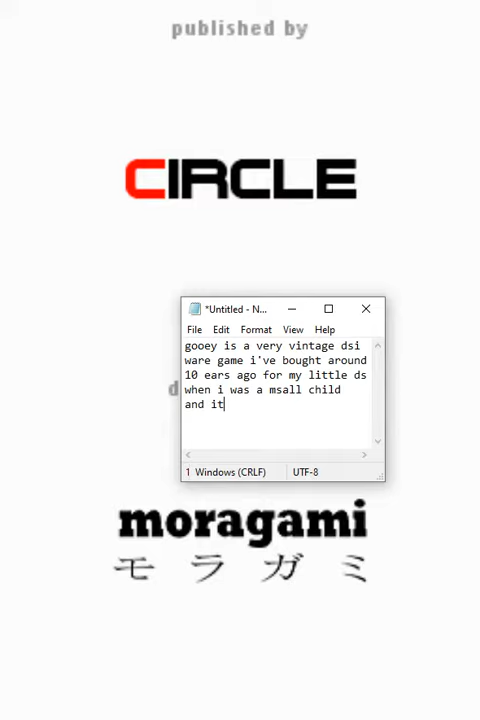 published by
CIRCLE
*Untitled - N...
File Edit Format View Help
gooey is a very vintage dsi
ware game i've bought around
10 ears ago for my little ds
when i was a msall child
and it
d
1 Windows (CRLF) UTF-8
moragami
モラガミ